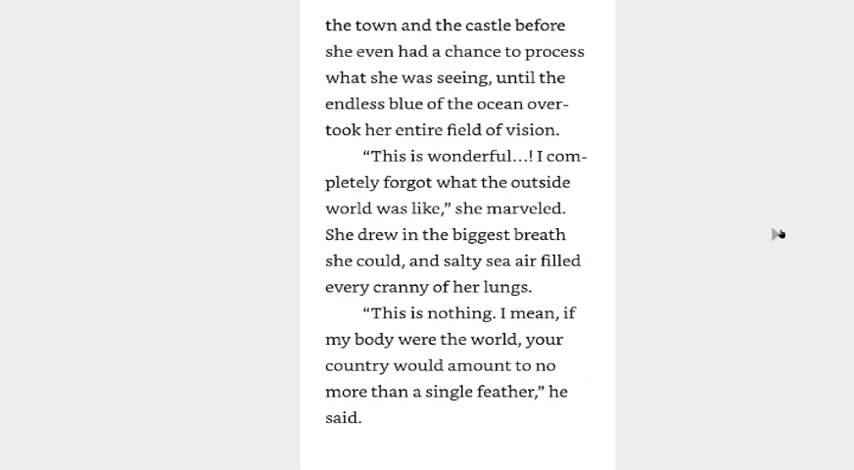 the town and the castle before
she even had a chance to process
what she was seeing, until the
endless blue of the ocean over-
took her entire field of vision.
“This is wonderful…! I com-
pletely forgot what the outside
world was like,” she marveled.
She drew in the biggest breath
she could, and salty sea air filled
every cranny of her lungs.
“This is nothing. I mean, if
my body were the world, your
country would amount to no
more than a single feather,” he
said.